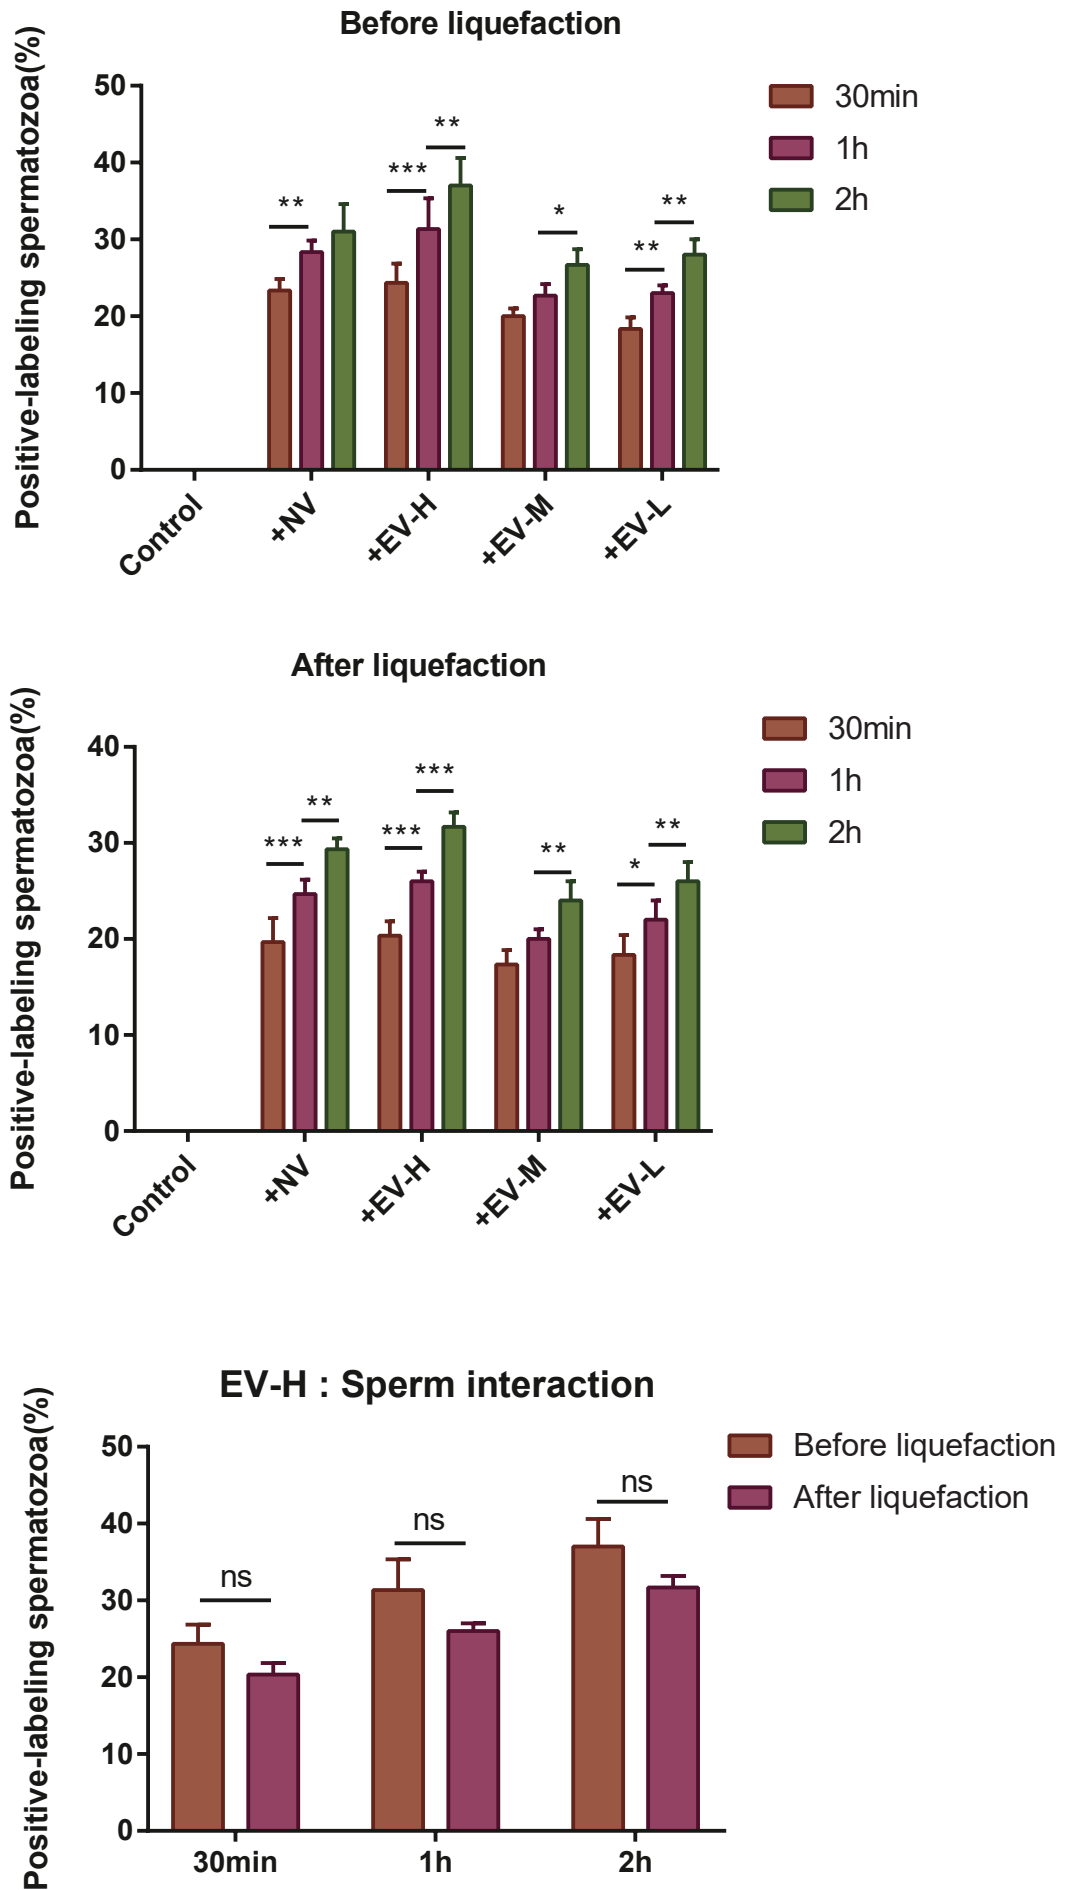 Before liquefaction
Positive-labeling spermatozoa(%)
50
40
30
20
10
0
** *** ** * ** **
30min
1h
2h
Control +NV +EV-H +EV-M +EV-L
After liquefaction
Positive-labeling spermatozoa(%)
40
30
20
10
0
*** ** *** *** ** * **
30min
1h
2h
Control +NV +EV-H +EV-M +EV-L
EV-H : Sperm interaction
Positive-labeling spermatozoa(%)
50
40
30
20
10
0
ns ns ns
Before liquefaction
After liquefaction
30min 1h 2h